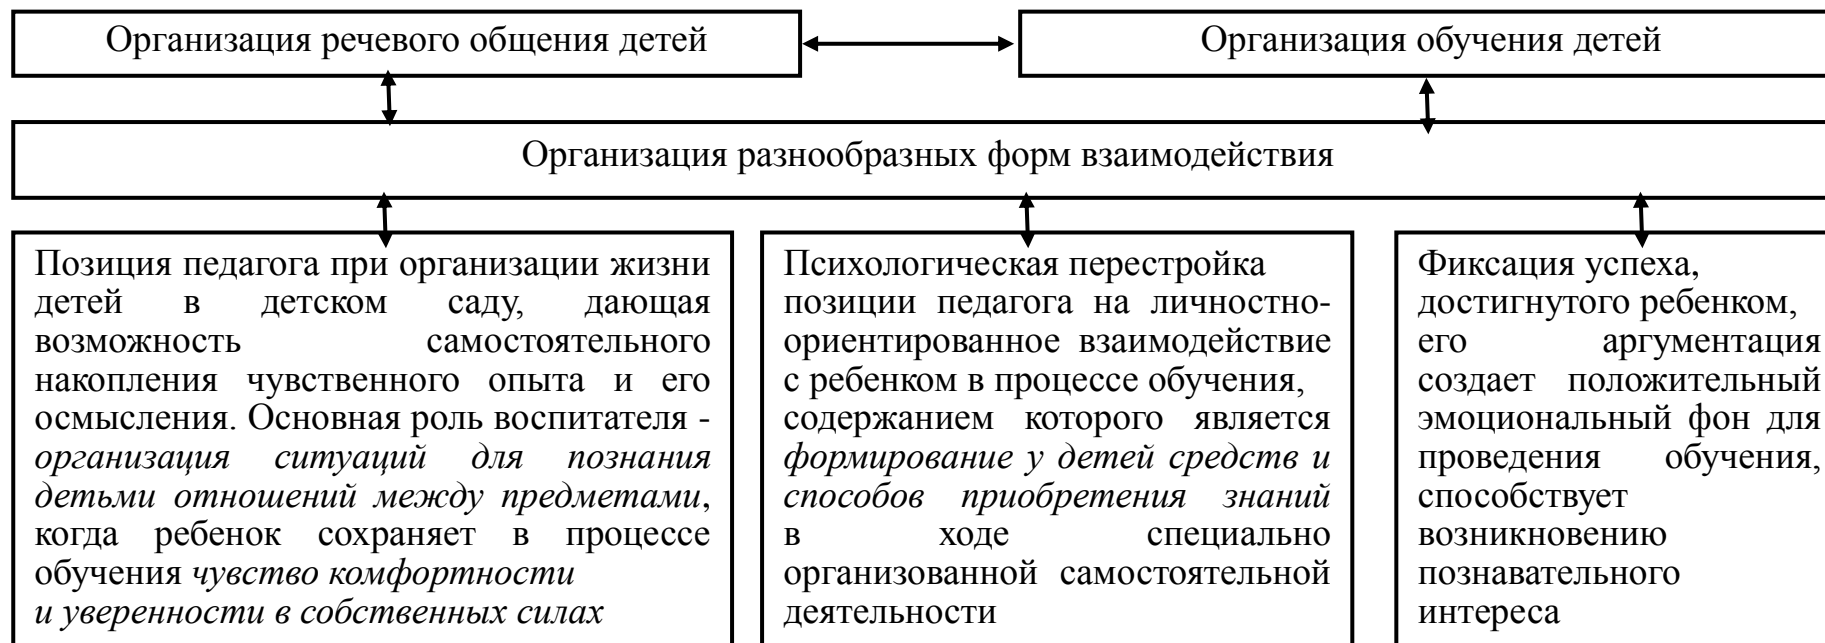 Организация речевого общения детей
Организация обучения детей
Организация разнообразных форм взаимодействия
Позиция педагога при организации жизни
детей в детском саду, дающая
возможность самостоятельного
накопления чувственного опыта и его
осмысления. Основная роль воспитателя -
организация ситуаций для познания
детьми отношений между предметами,
когда ребенок сохраняет в процессе
обучения чувство комфортности
и уверенности в собственных силах
Психологическая перестройка
позиции педагога на личностно-
ориентированное взаимодействие
с ребенком в процессе обучения,
содержанием которого является
формирование у детей средств и
способов приобретения знаний
в ходе специально
организованной самостоятельной
деятельности
Фиксация успеха,
достигнутого ребенком,
его аргументация
создает положительный
эмоциональный фон для
проведения обучения,
способствует
возникновению
познавательного
интереса